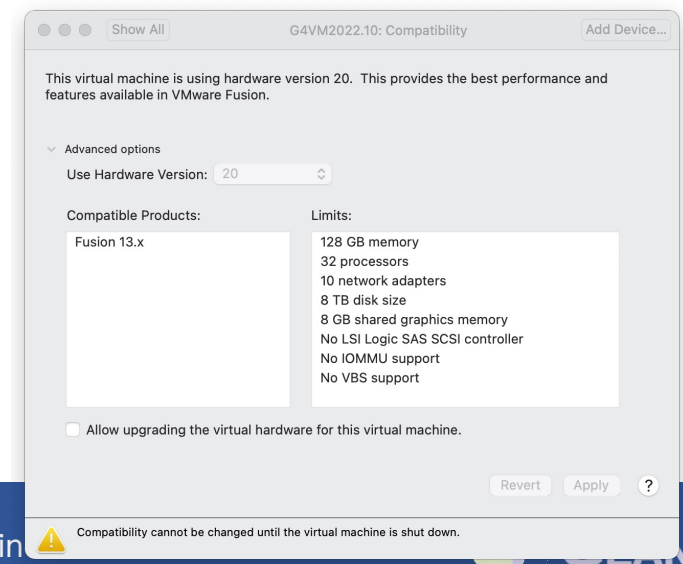 Show All
G4VM2022.10: Compatibility
Add Device...
This virtual machine is using hardware version 20. This provides the best performance and
features available in VMware Fusion.
Advanced options
Use Hardware Version: 20
Compatible Products:
Fusion 13.x
Limits:
128 GB memory
32 processors
10 network adapters
8 TB disk size
8 GB shared graphics memory
No LSI Logic SAS SCSI controller
No IOMMU support
No VBS support
Allow upgrading the virtual hardware for this virtual machine.
Revert
Apply
?
Compatibility cannot be changed until the virtual machine is shut down.